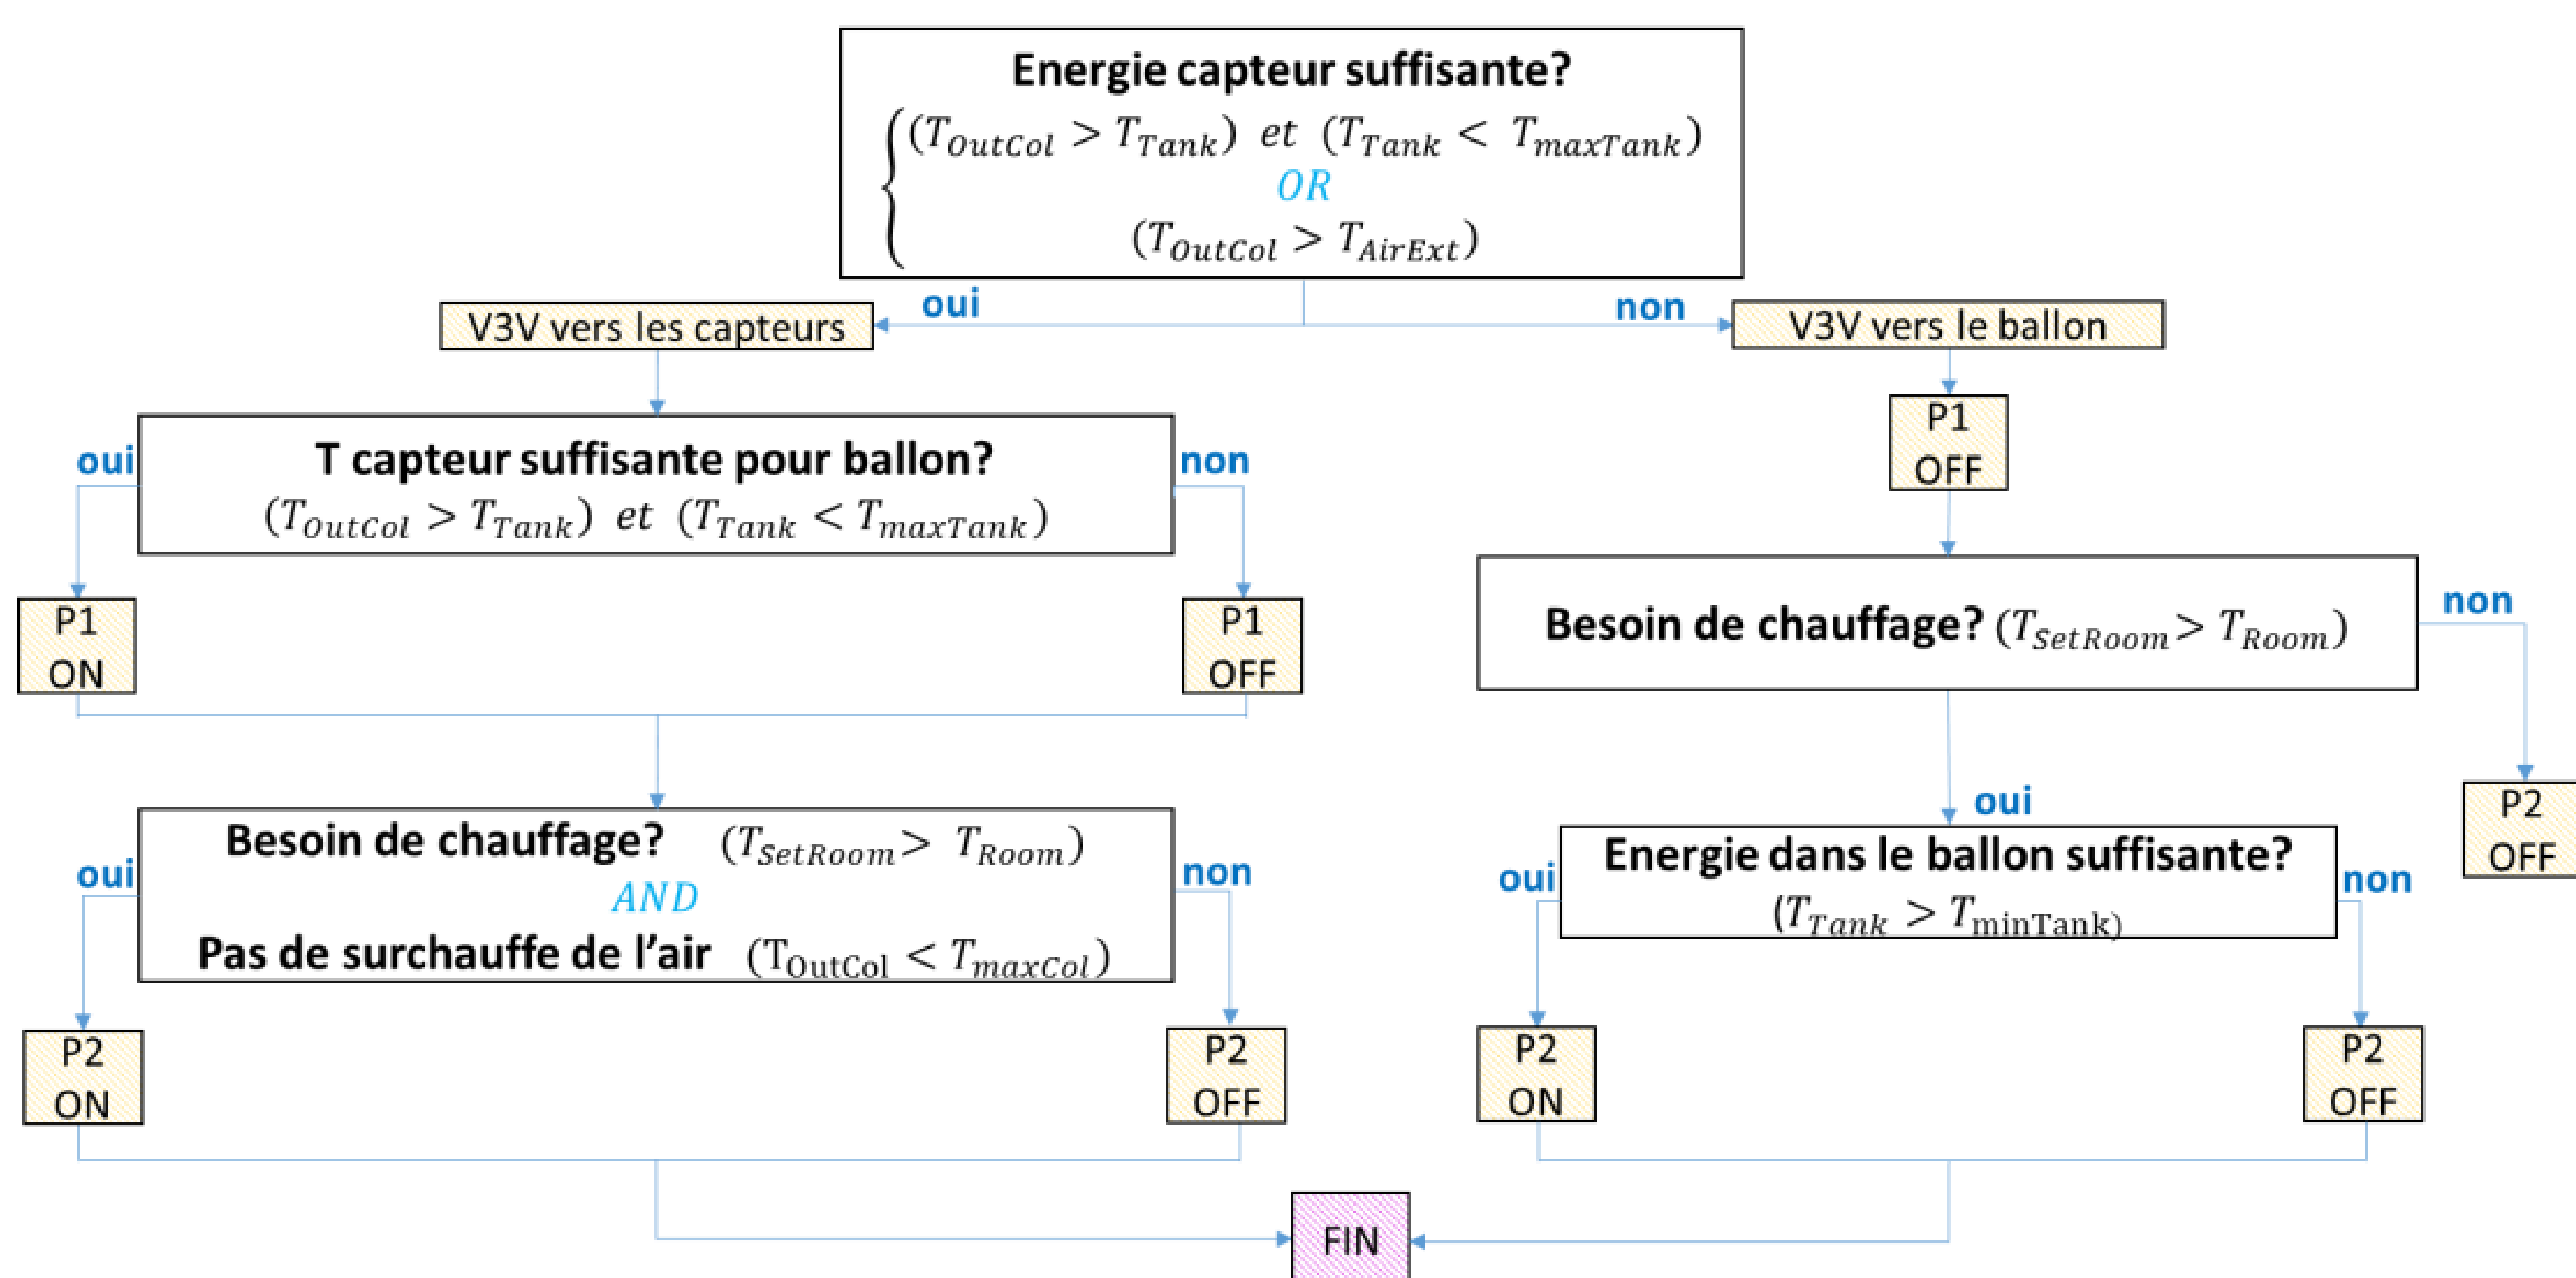 Energie capteur suffisante?
(T_OutCol > T_Tank) et (T_Tank < T_maxTank)
OR
(T_OutCol > T_AirExt)
oui
non
V3V vers les capteurs
V3V vers le ballon
P1
OFF
oui
T capteur suffisante pour ballon?
non
(T_OutCol > T_Tank) et (T_Tank < T_maxTank)
P1
ON
P1
OFF
Besoin de chauffage? (T_SetRoom > T_Room)
non
oui
P2
OFF
Besoin de chauffage? (T_SetRoom > T_Room)
oui
AND
non
Pas de surchauffe de l'air (T_OutCol < T_maxCol)
Energie dans le ballon suffisante?
oui
non
(T_Tank > T_minTank)
P2
ON
P2
OFF
P2
ON
P2
OFF
FIN